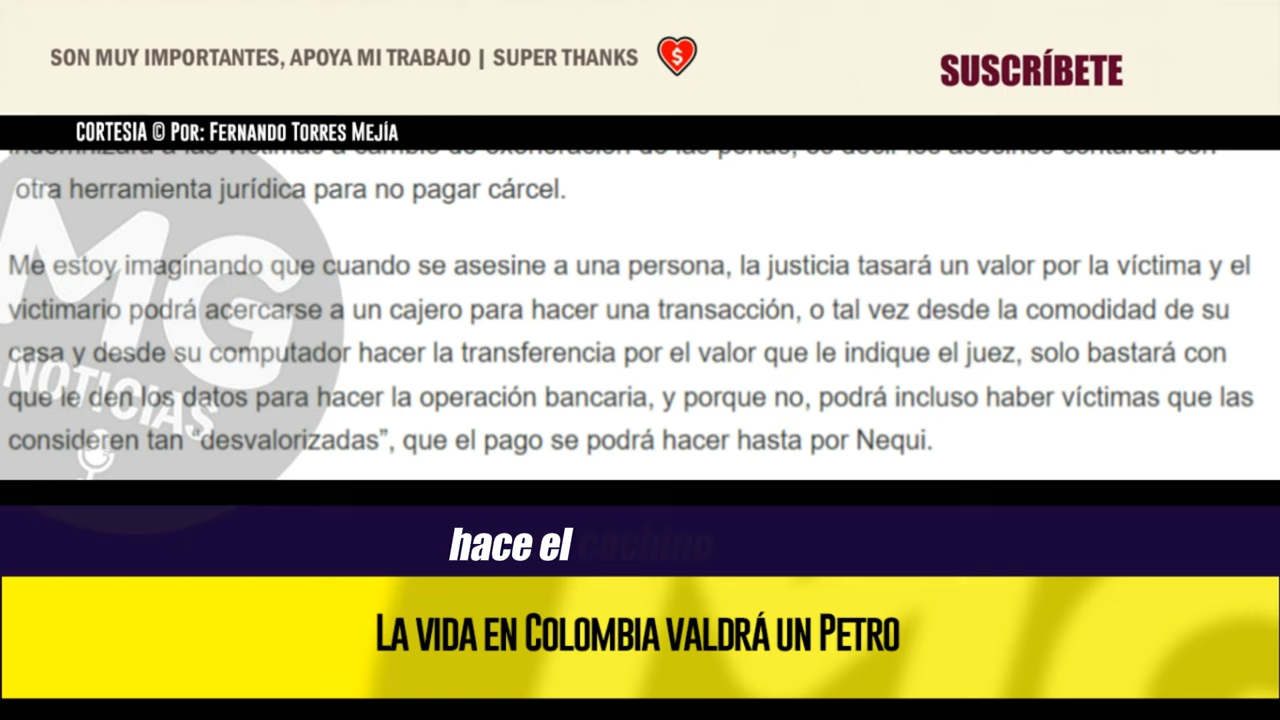 SON MUY IMPORTANTES, APOYA MI TRABAJO | SUPER THANKS
SUSCRÍBETE
CORTESIA © Por: Fernando Torres Mejía
otra herramienta jurídica para no pagar cárcel.
Me estoy imaginando que cuando se asesine a una persona, la justicia tasará un valor por la víctima y el
victimario podrá acercarse a un cajero para hacer una transacción, o tal vez desde la comodidad de su
casa y desde su computador hacer la transferencia por el valor que le indique el juez, solo bastará con
que le den los datos para hacer la operación bancaria, y porque no, podrá incluso haber víctimas que las
consideren tan “desvalorizadas”, que el pago se podrá hacer hasta por Nequi.
MG
NOTICIAS
hace el cochino
La vida en Colombia valdrá un Petro